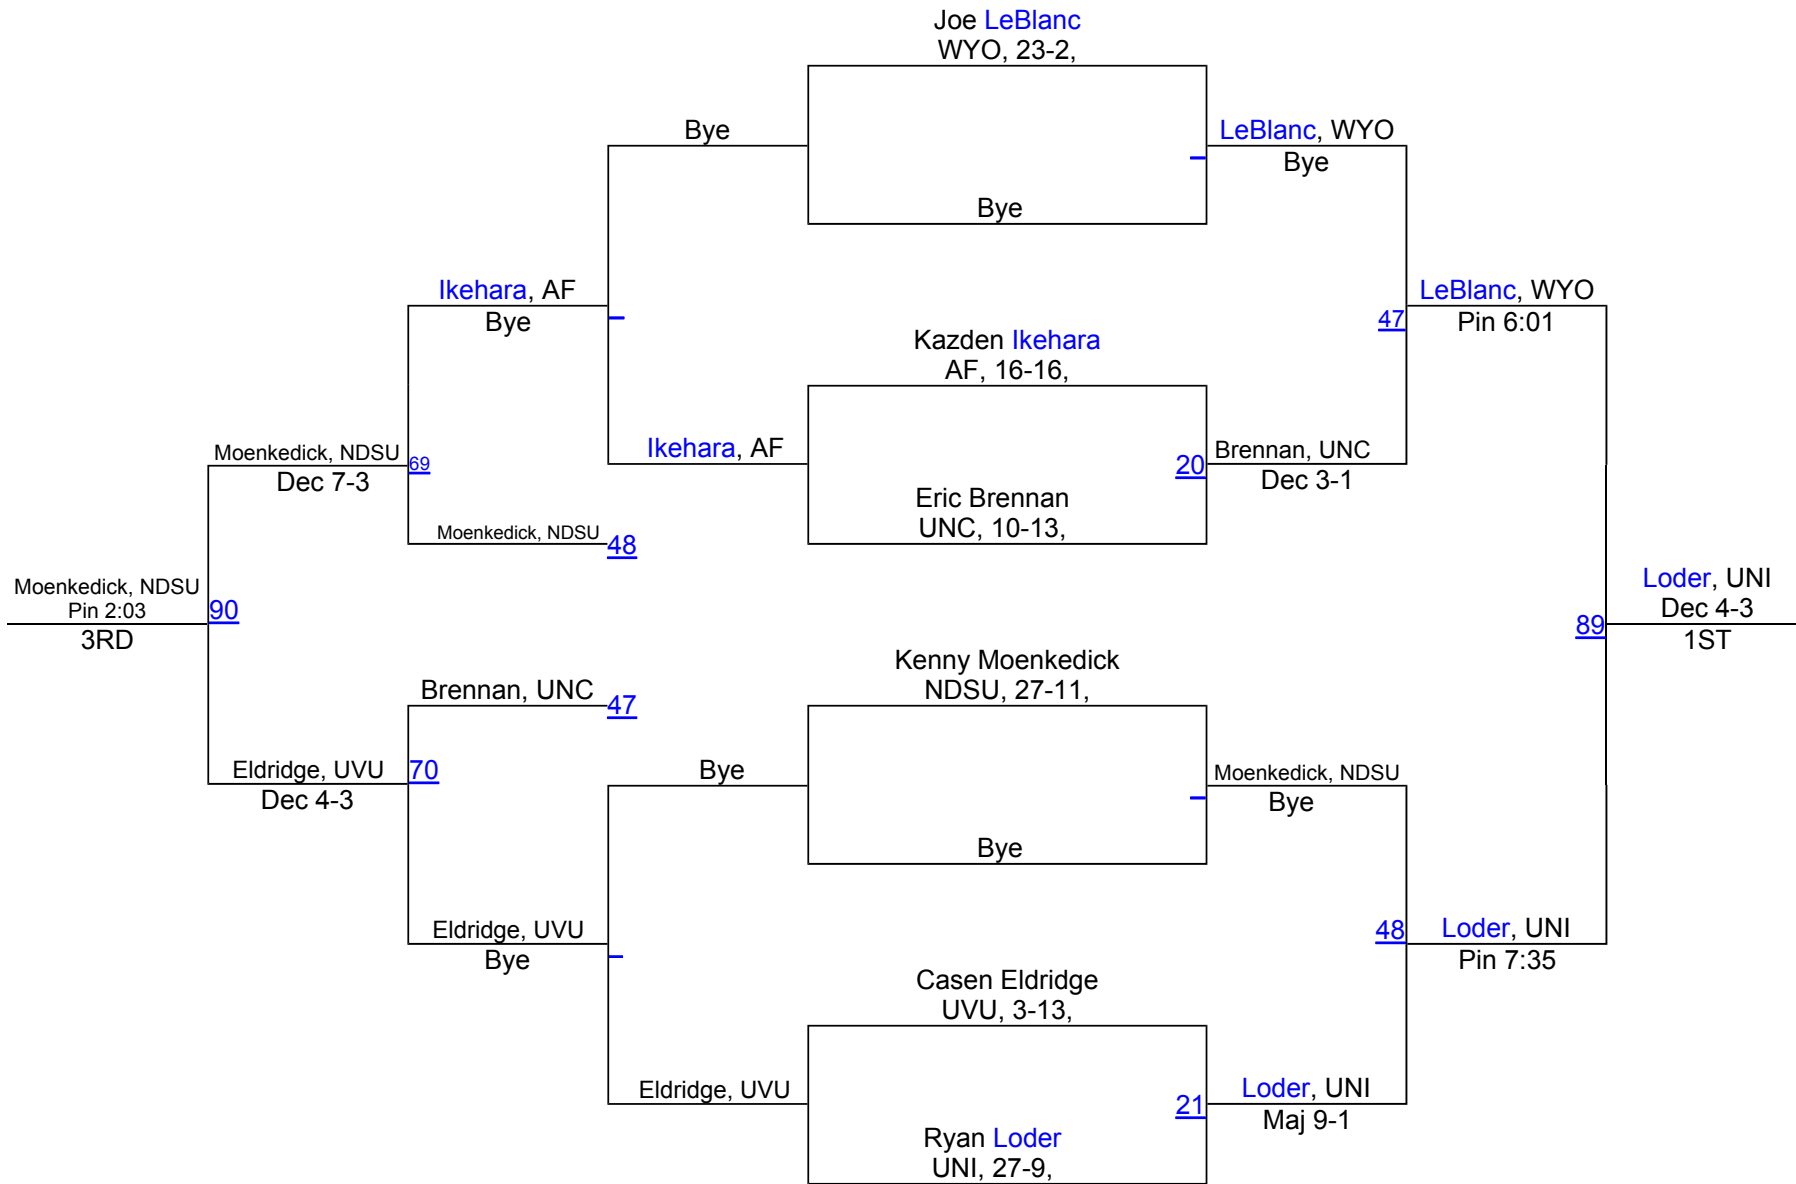 Joe LeBlanc
WYO, 23-2,
Bye
LeBlanc, WYO
Bye
Bye
Ikehara, AF
Bye
LeBlanc, WYO
47
Pin 6:01
Kazden Ikehara
AF, 16-16,
Moenkedick, NDSU
69
Dec 7-3
Ikehara, AF
20
Brennan, UNC
Dec 3-1
Eric Brennan
UNC, 10-13,
Moenkedick, NDSU
48
Moenkedick, NDSU
Pin 2:03
90
3RD
Loder, UNI
Dec 4-3
89
1ST
Kenny Moenkedick
NDSU, 27-11,
Brennan, UNC
47
Eldridge, UVU
70
Dec 4-3
Bye
Moenkedick, NDSU
Bye
Bye
Eldridge, UVU
Bye
48
Loder, UNI
Pin 7:35
Casen Eldridge
UVU, 3-13,
Eldridge, UVU
21
Loder, UNI
Maj 9-1
Ryan Loder
UNI, 27-9,